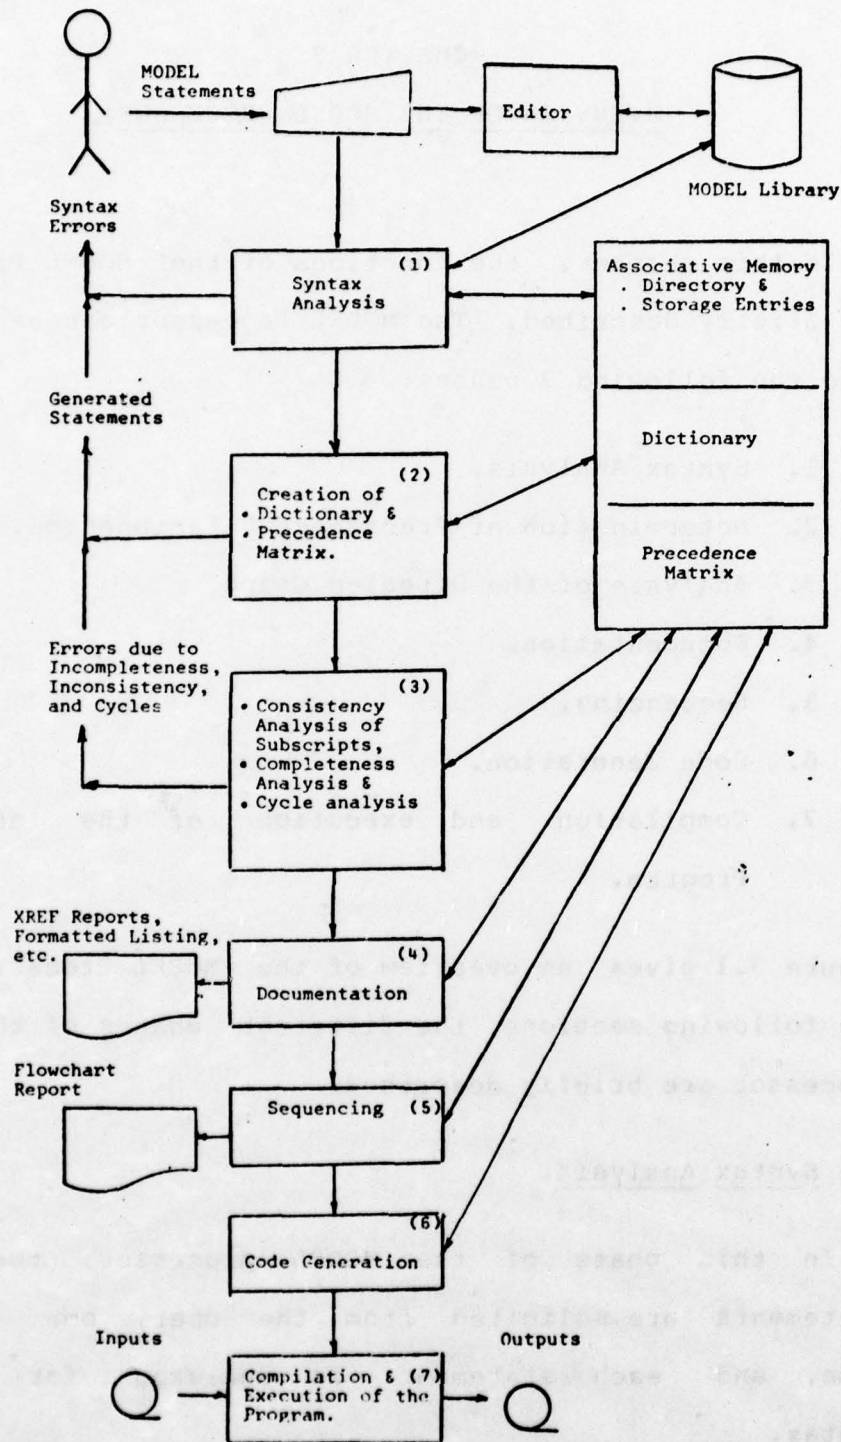 MODEL
Statements
Editor
MODEL Library
Syntax
Errors
(1)
Syntax
Analysis
Associative Memory
. Directory &
. Storage Entries
Generated
Statements
Dictionary
(2)
Creation of
• Dictionary &
• Precedence
Matrix.
Precedence
Matrix
Errors due to
Incompleteness,
Inconsistency,
and Cycles
(3)
• Consistency
Analysis of
Subscripts,
• Completeness
Analysis &
• Cycle analysis
XREF Reports,
Formatted Listing,
etc.
(4)
Documentation
Flowchart
Report
Sequencing (5)
(6)
Code Generation
Inputs
Outputs
Compilation & (7)
Execution of the
Program.